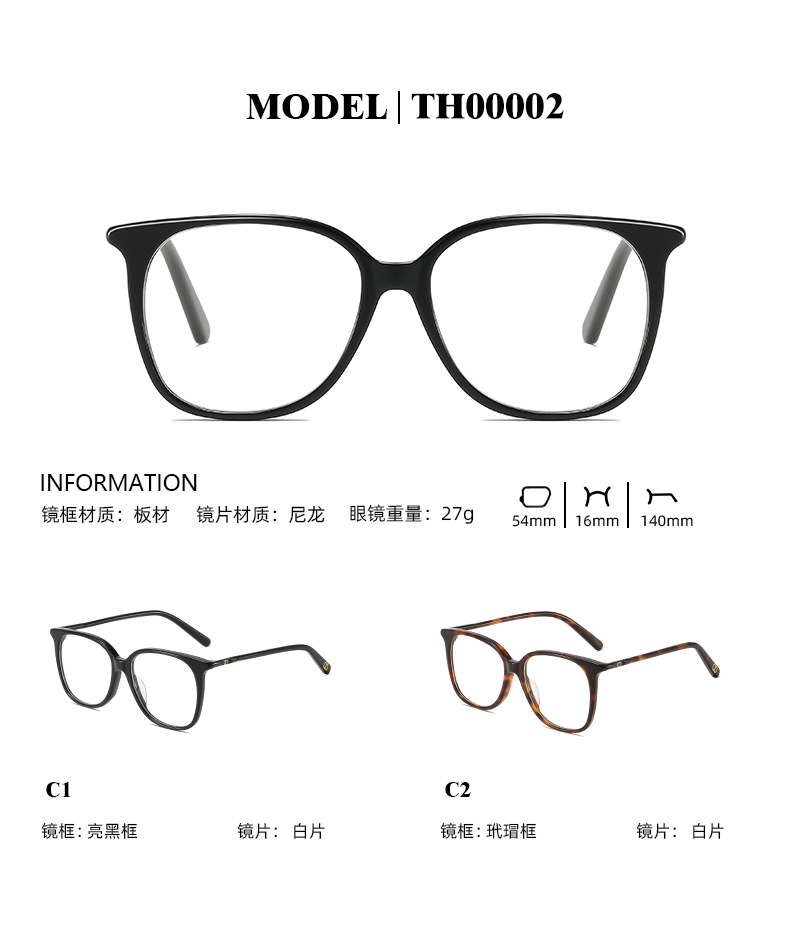 MODEL | TH00002
INFORMATION
镜框材质：板材 镜片材质：尼龙 眼镜重量：27g
54mm 16mm 140mm
C1 C2
镜框：亮黑框 镜片： 白片 镜框：玳瑁框 镜片： 白片